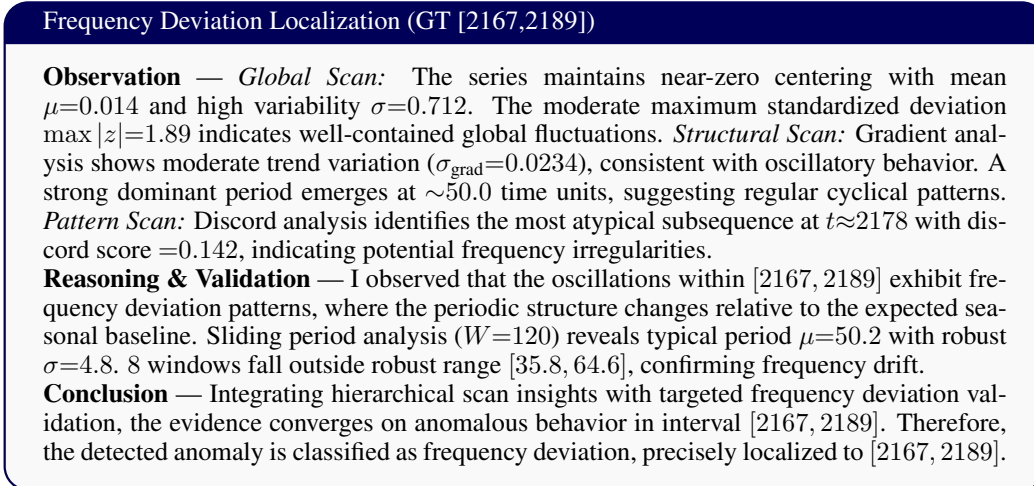 Frequency Deviation Localization (GT [2167,2189])
Observation — Global Scan: The series maintains near-zero centering with mean
μ=0.014 and high variability σ=0.712. The moderate maximum standardized deviation
max |z|=1.89 indicates well-contained global fluctuations. Structural Scan: Gradient anal-
ysis shows moderate trend variation (σgrad=0.0234), consistent with oscillatory behavior. A
strong dominant period emerges at ∼50.0 time units, suggesting regular cyclical patterns.
Pattern Scan: Discord analysis identifies the most atypical subsequence at t≈2178 with dis-
cord score =0.142, indicating potential frequency irregularities.
Reasoning & Validation — I observed that the oscillations within [2167, 2189] exhibit fre-
quency deviation patterns, where the periodic structure changes relative to the expected sea-
sonal baseline. Sliding period analysis (W=120) reveals typical period μ=50.2 with robust
σ=4.8. 8 windows fall outside robust range [35.8, 64.6], confirming frequency drift.
Conclusion — Integrating hierarchical scan insights with targeted frequency deviation val-
idation, the evidence converges on anomalous behavior in interval [2167, 2189]. Therefore,
the detected anomaly is classified as frequency deviation, precisely localized to [2167, 2189].